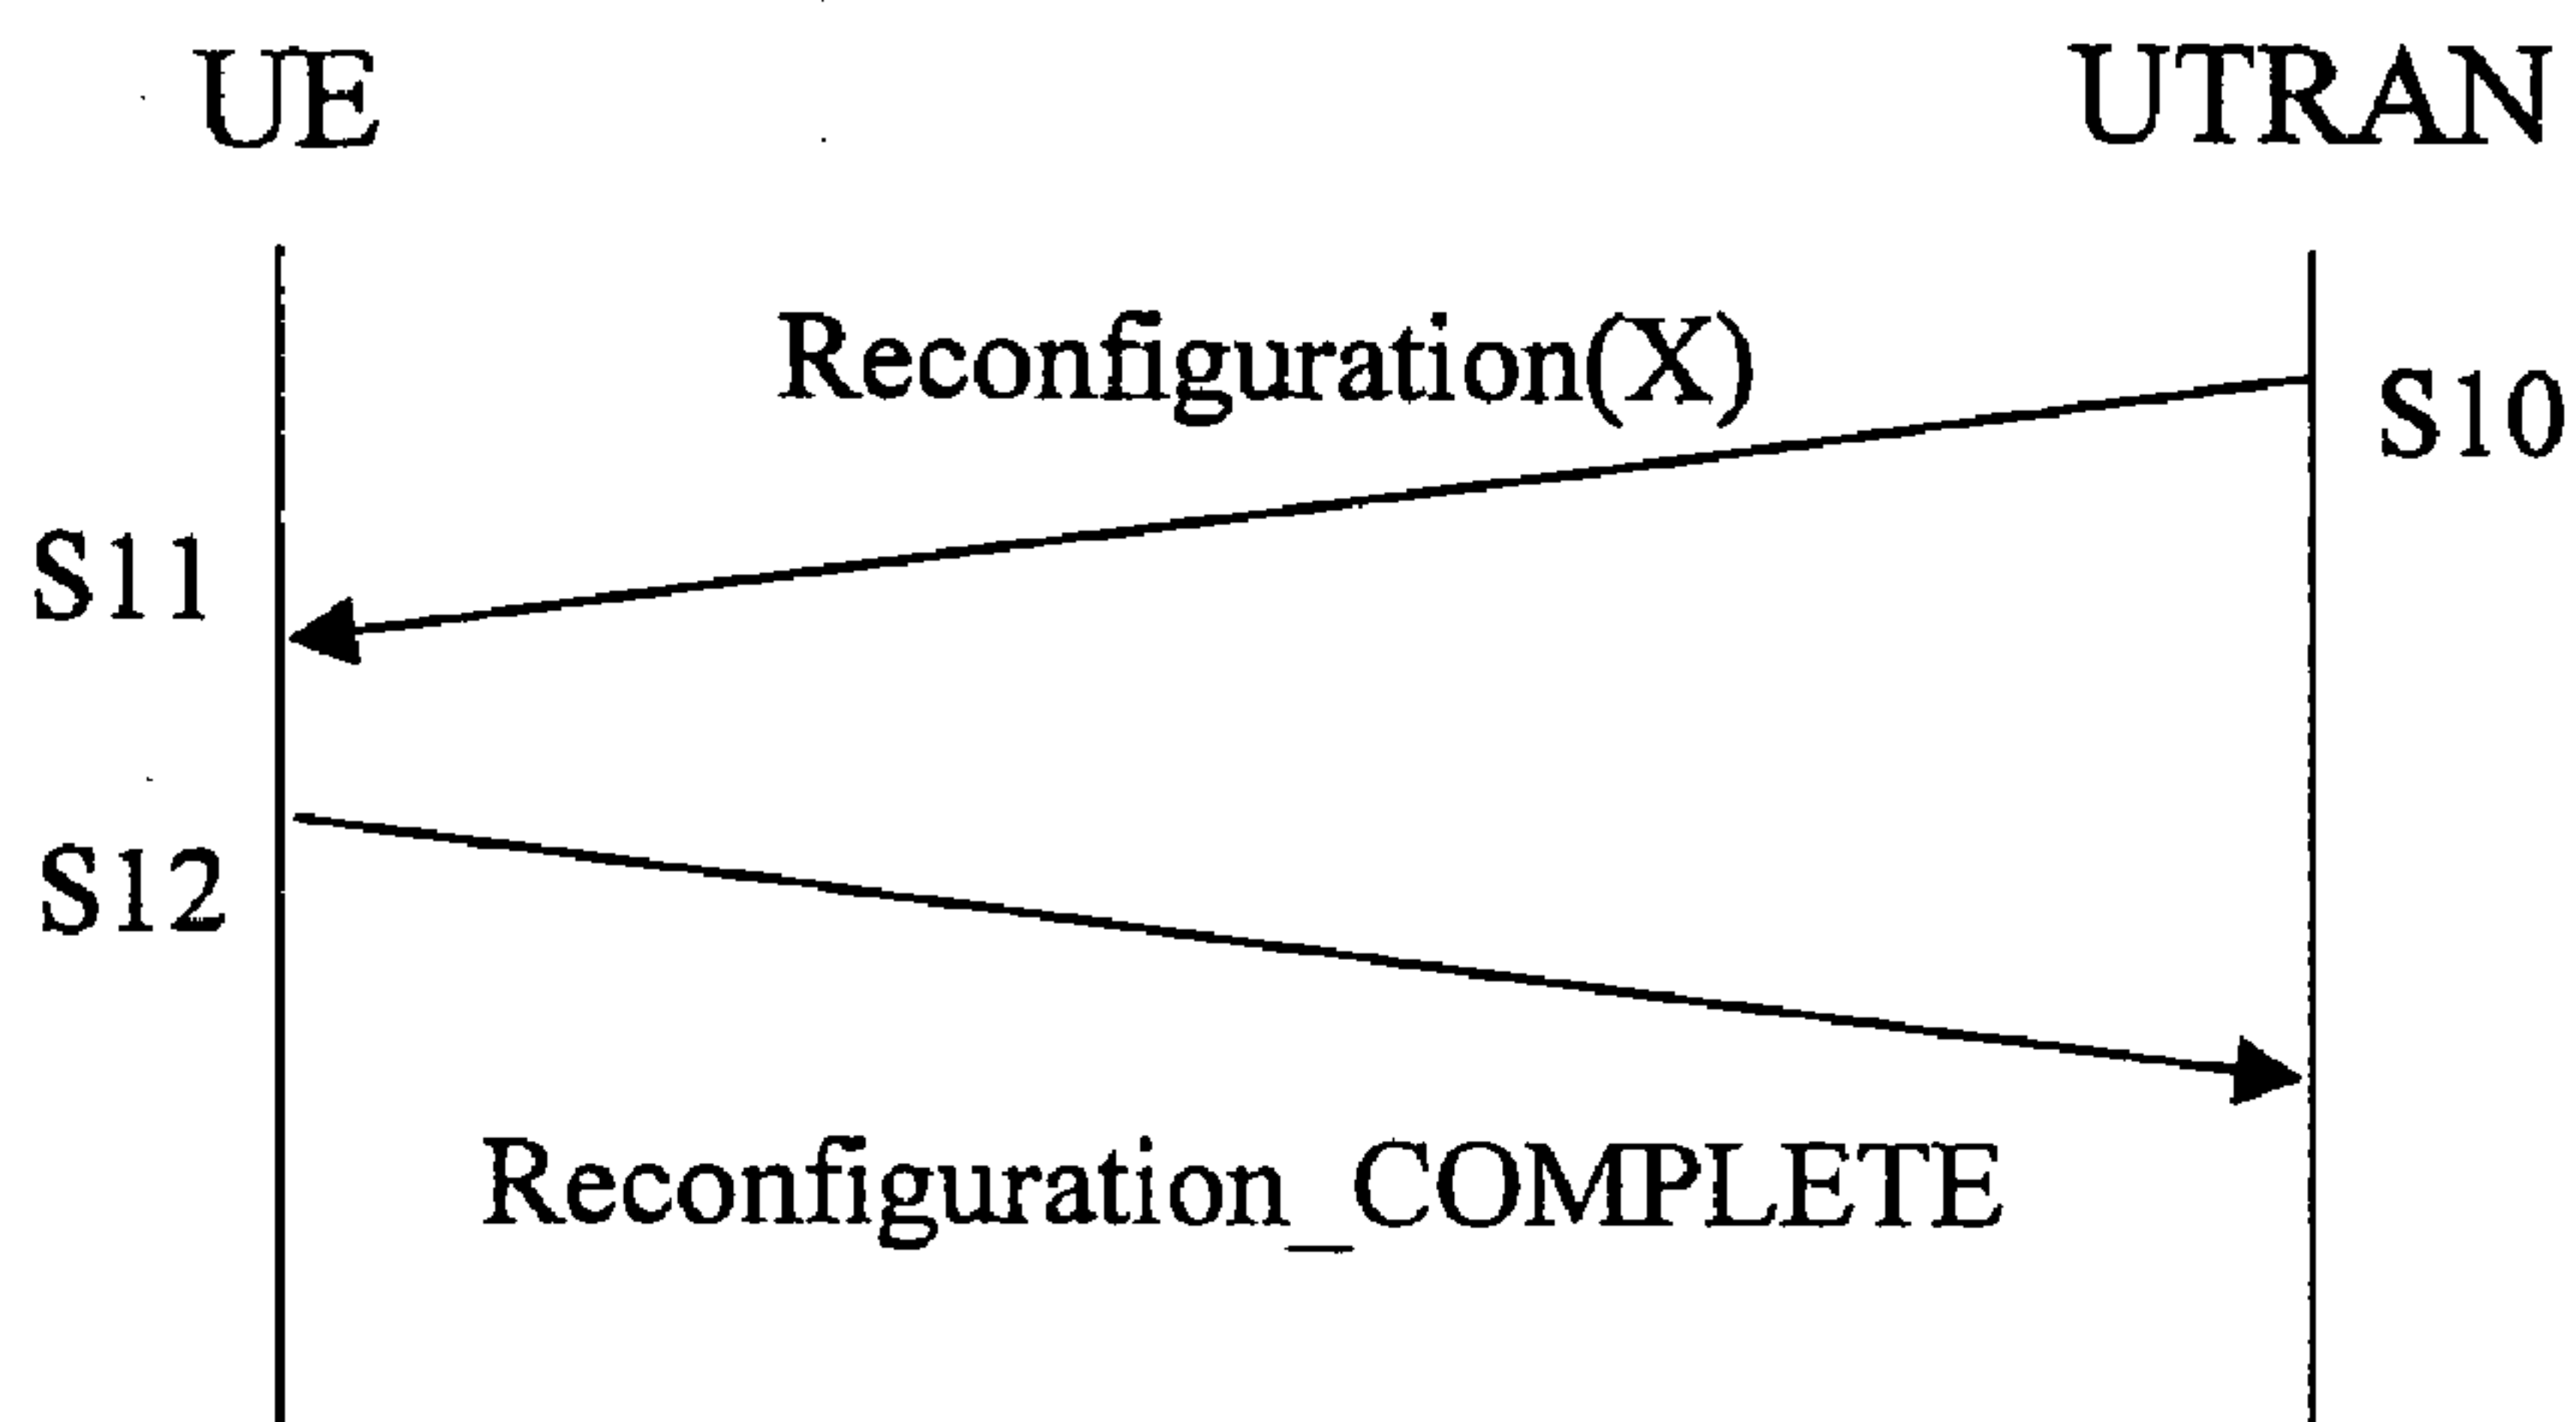 UE UTRAN
Reconfiguration(X)
S10
S11
S12
Reconfiguration_COMPLETE